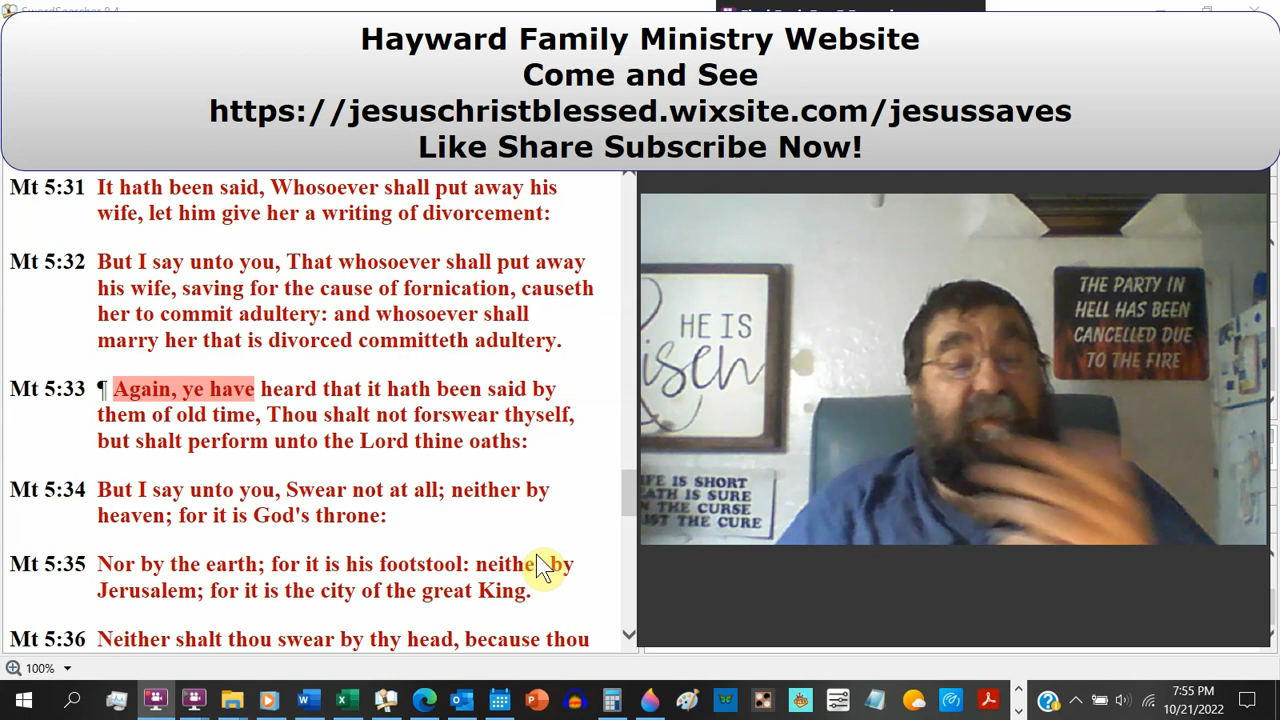 Hayward Family Ministry Website
Come and See
https://jesuschristblessed.wixsite.com/jesussaves
Like Share Subscribe Now!
Mt 5:31 It hath been said, Whosoever shall put away his
wife, let him give her a writing of divorcement:
Mt 5:32 But I say unto you, That whosoever shall put away
his wife, saving for the cause of fornication, causeth
her to commit adultery: and whosoever shall
marry her that is divorced committeth adultery.
Mt 5:33 ¶ Again, ye have heard that it hath been said by
them of old time, Thou shalt not forswear thyself,
but shalt perform unto the Lord thine oaths:
Mt 5:34 But I say unto you, Swear not at all; neither by
heaven; for it is God's throne:
Mt 5:35 Nor by the earth; for it is his footstool: neither by
Jerusalem; for it is the city of the great King.
Mt 5:36 Neither shalt thou swear by thy head, because thou
HE IS
Risen
THE PARTY IN
HELL HAS BEEN
CANCELLED DUE
TO THE FIRE
IS SHORT
IS SURE
THE CURSE
THE CURE
100%
7:55 PM
10/21/2022